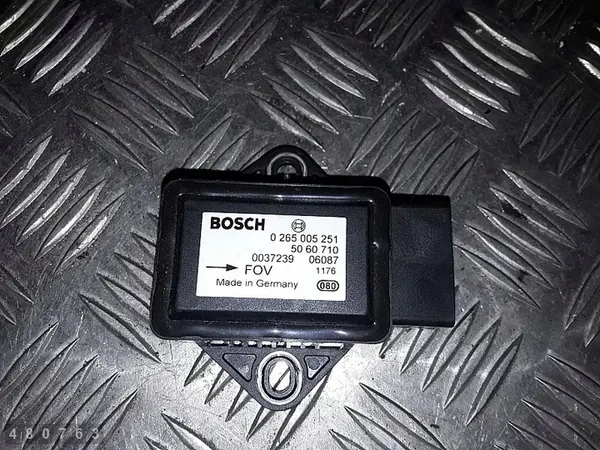 BOSCH
0 265 005 251
50 60 710
0037239 06087
FOV 1176
Made in Germany 080
480763